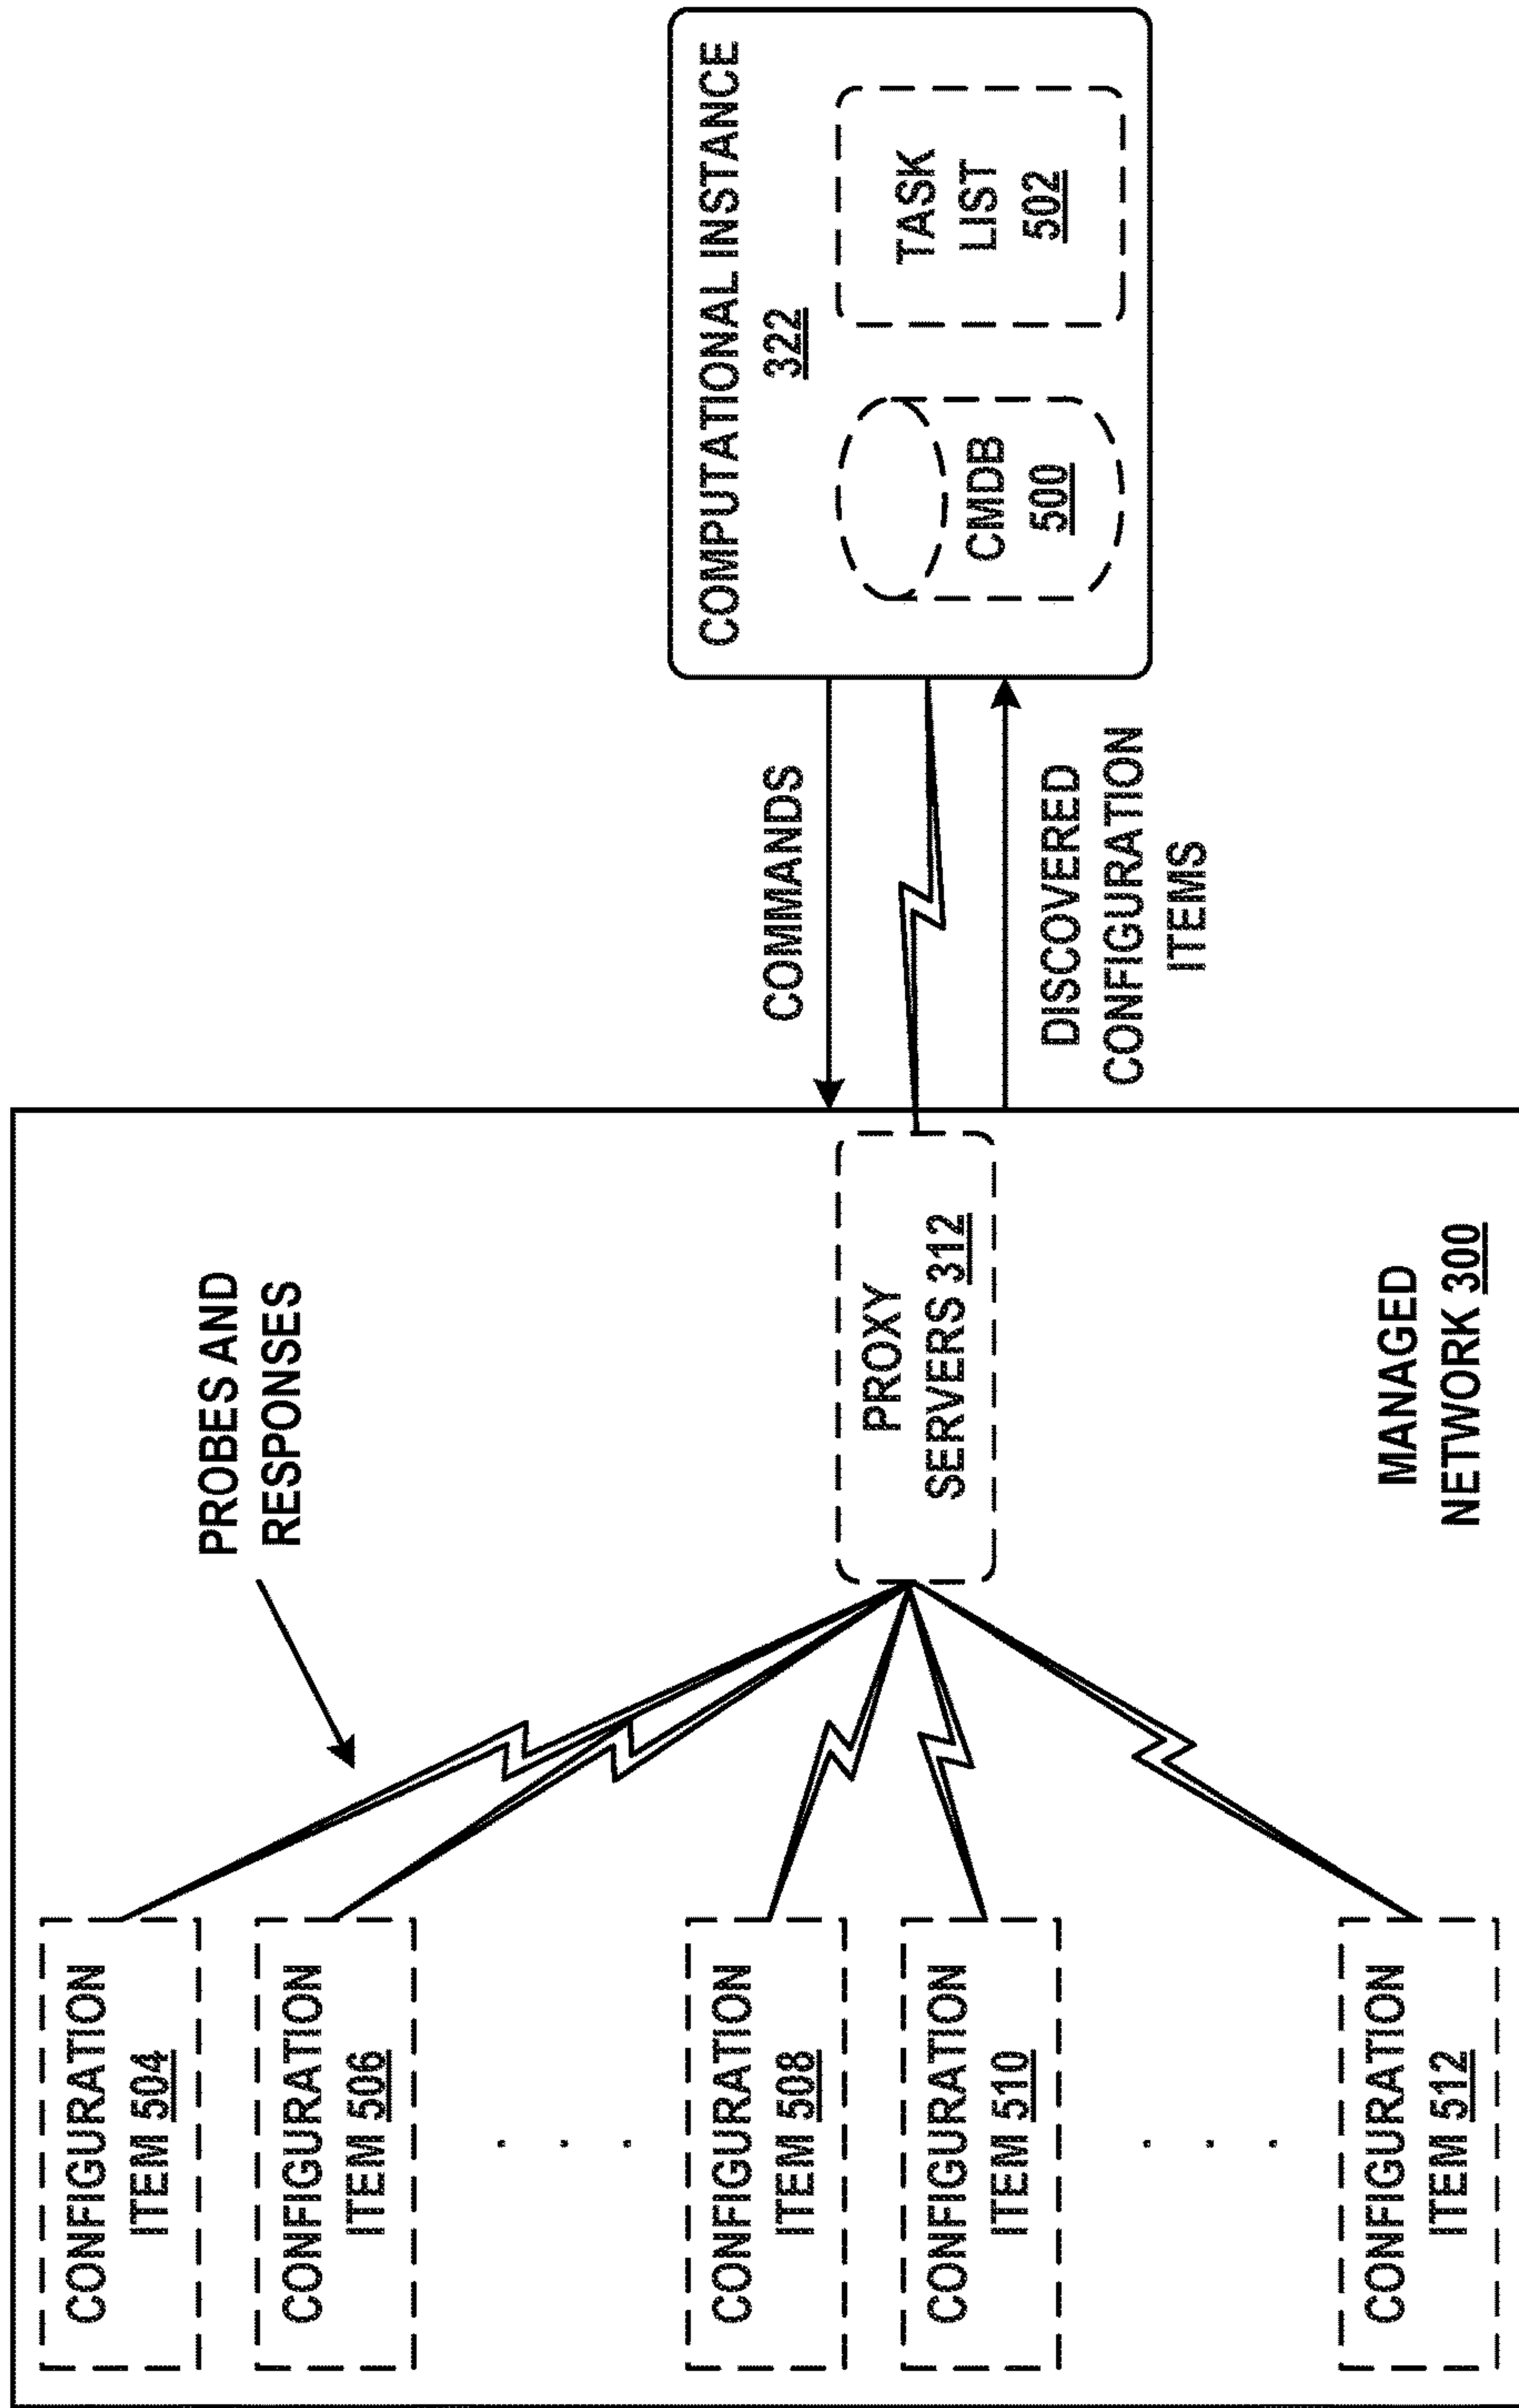 CONFIGURATION
ITEM 504
CONFIGURATION
ITEM 506
. . .
CONFIGURATION
ITEM 508
CONFIGURATION
ITEM 510
. . .
CONFIGURATION
ITEM 512
PROBES AND
RESPONSES
PROXY
SERVERS 312
MANAGED
NETWORK 300
COMMANDS
DISCOVERED
CONFIGURATION
ITEMS
COMPUTATIONAL INSTANCE
322
CMDB
500
TASK
LIST
502